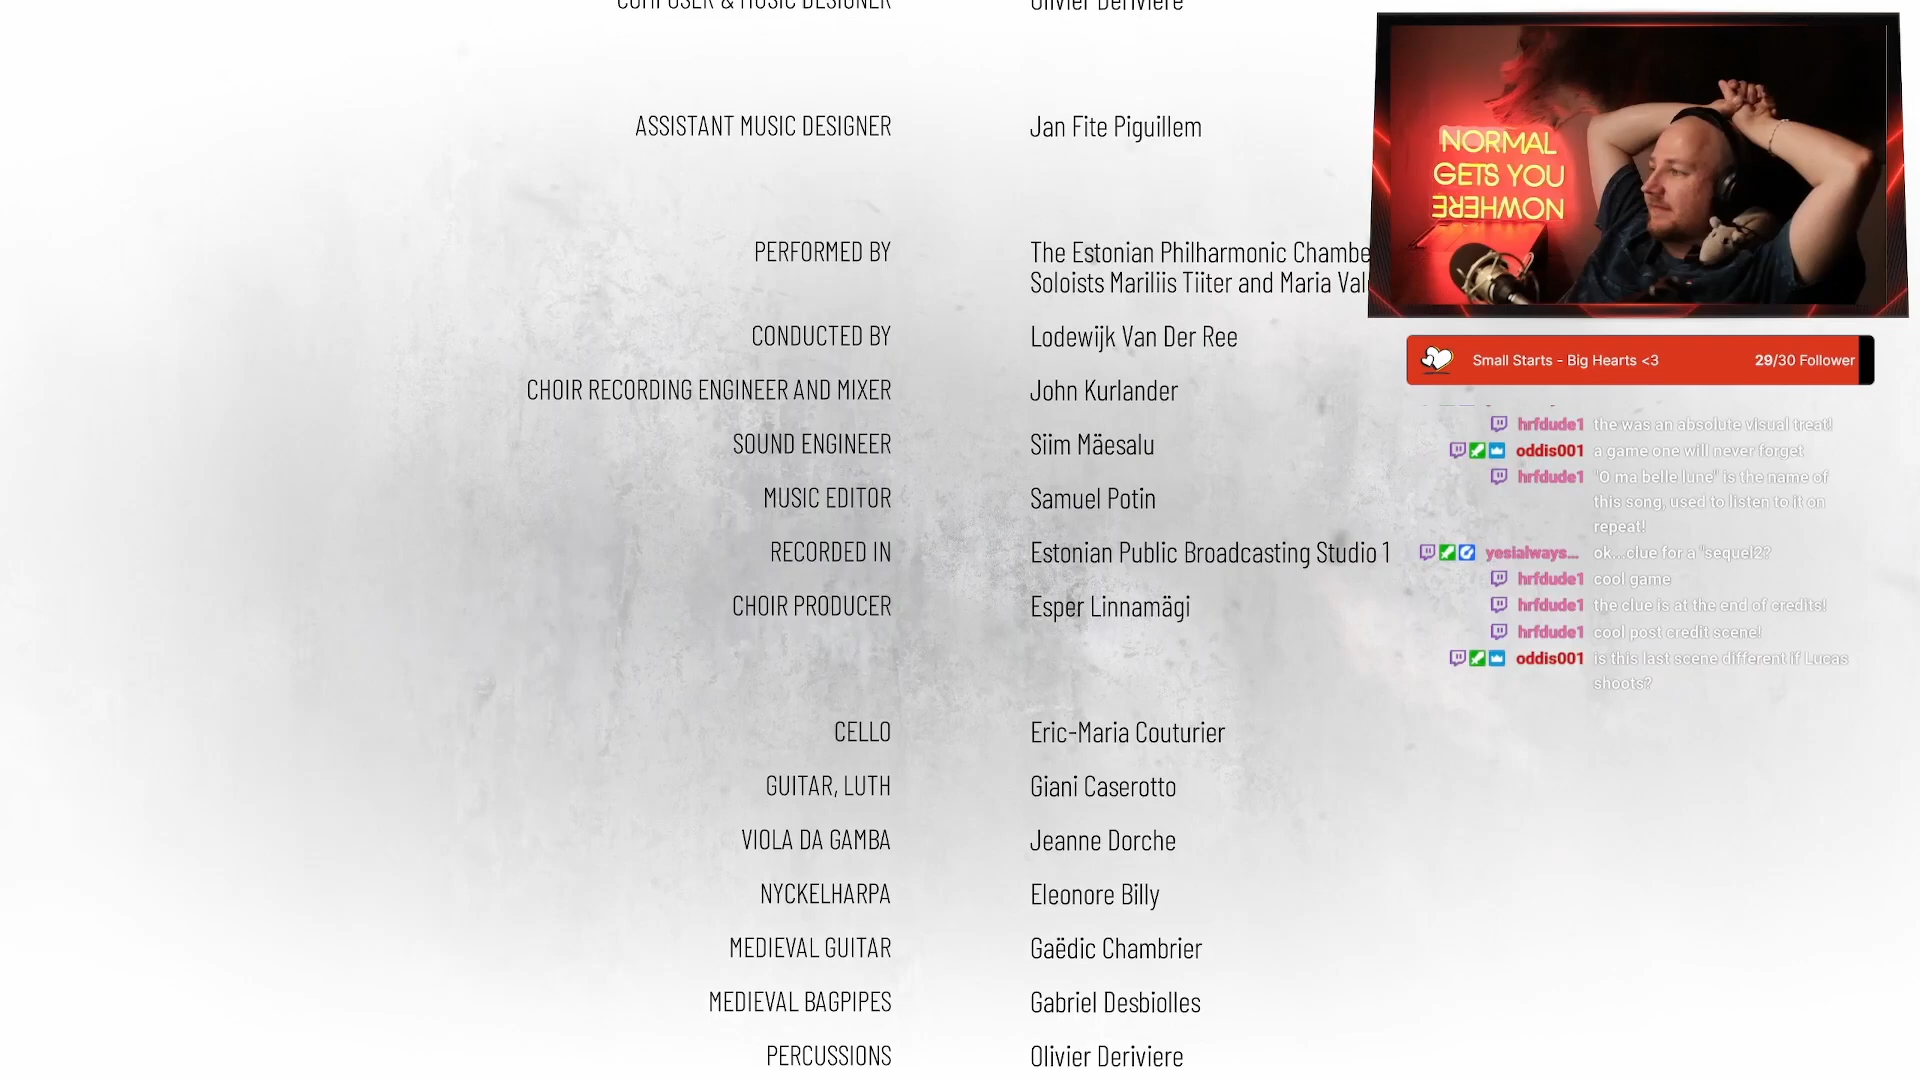 COMPOSER & MUSIC DESIGNER Olivier Deriviere
ASSISTANT MUSIC DESIGNER Jan Fite Piguillem
PERFORMED BY The Estonian Philharmonic Chambe
Soloists Mariliis Tiiter and Maria Val
CONDUCTED BY Lodewijk Van Der Ree
CHOIR RECORDING ENGINEER AND MIXER John Kurlander
SOUND ENGINEER Siim Mäesalu
MUSIC EDITOR Samuel Potin
RECORDED IN Estonian Public Broadcasting Studio 1
CHOIR PRODUCER Esper Linnamägi
CELLO Eric-Maria Couturier
GUITAR, LUTH Giani Caserotto
VIOLA DA GAMBA Jeanne Dorche
NYCKELHARPA Eleonore Billy
MEDIEVAL GUITAR Gaëdic Chambrier
MEDIEVAL BAGPIPES Gabriel Desbiolles
PERCUSSIONS Olivier Deriviere
NORMAL
GETS YOU
NOWHERE
Small Starts - Big Hearts <3 29/30 Follower
hrfdude1 the was an absolute visual treat!
oddis001 a game one will never forget
hrfdude1 "O ma belle lune" is the name of
this song, used to listen to it on
repeat!
yesialways... ok...clue for a "sequel2?
hrfdude1 cool game
hrfdude1 the clue is at the end of credits!
hrfdude1 cool post credit scene!
oddis001 is this last scene different if Lucas
shoots?